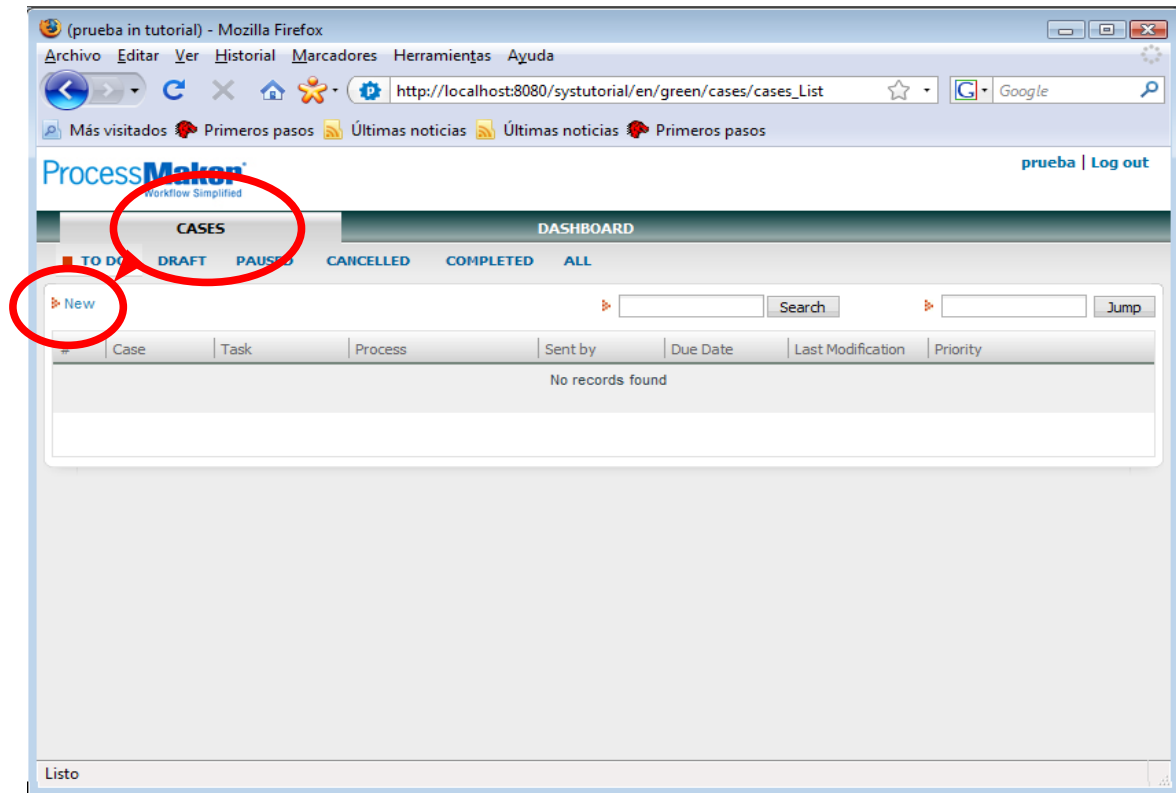 (prueba in tutorial) - Mozilla Firefox
Archivo Editar Ver Historial Marcadores Herramientas Ayuda
http://localhost:8080/systutorial/en/green/cases/cases_List G Google
Más visitados Primeros pasos Últimas noticias Últimas noticias Primeros pasos
ProcessMaker
Workflow Simplified
prueba | Log out
CASES DASHBOARD
TO DO DRAFT PAUSED CANCELLED COMPLETED ALL
New Search Jump
# Case Task Process Sent by Due Date Last Modification Priority
No records found
Listo